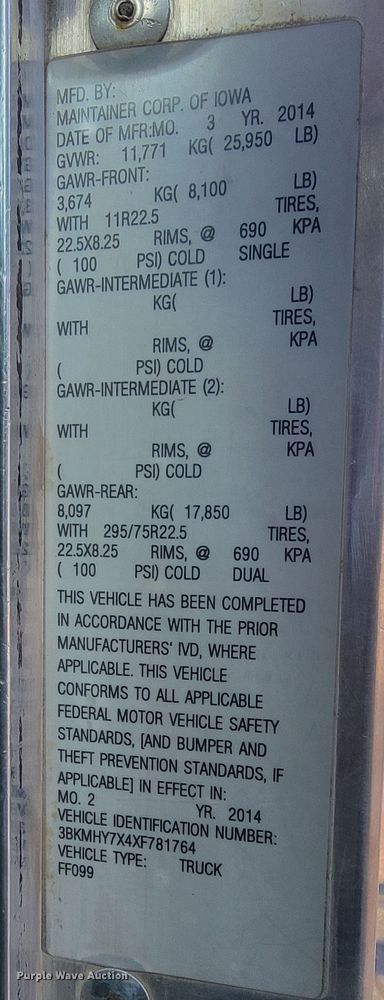 MFD. BY:
MAINTAINER CORP. OF IOWA
DATE OF MFR:MO. 3 YR. 2014
GVWR: 11,771 KG( 25,950 LB)
GAWR-FRONT:
3,674 KG( 8,100 LB)
WITH 11R22.5 TIRES,
22.5X8.25 RIMS, @ 690 KPA
( 100 PSI) COLD SINGLE
GAWR-INTERMEDIATE (1):
KG( LB)
WITH TIRES,
RIMS, @ KPA
( PSI) COLD
GAWR-INTERMEDIATE (2):
KG( LB)
WITH TIRES,
RIMS, @ KPA
( PSI) COLD
GAWR-REAR:
8,097 KG( 17,850 LB)
WITH 295/75R22.5 TIRES,
22.5X8.25 RIMS, @ 690 KPA
( 100 PSI) COLD DUAL
THIS VEHICLE HAS BEEN COMPLETED
IN ACCORDANCE WITH THE PRIOR
MANUFACTURERS' IVD, WHERE
APPLICABLE. THIS VEHICLE
CONFORMS TO ALL APPLICABLE
FEDERAL MOTOR VEHICLE SAFETY
STANDARDS, [AND BUMPER AND
THEFT PREVENTION STANDARDS, IF
APPLICABLE] IN EFFECT IN:
MO. 2 YR. 2014
VEHICLE IDENTIFICATION NUMBER:
3BKMHY7X4XF781764
VEHICLE TYPE: TRUCK
FF099
Purple Wave Auction